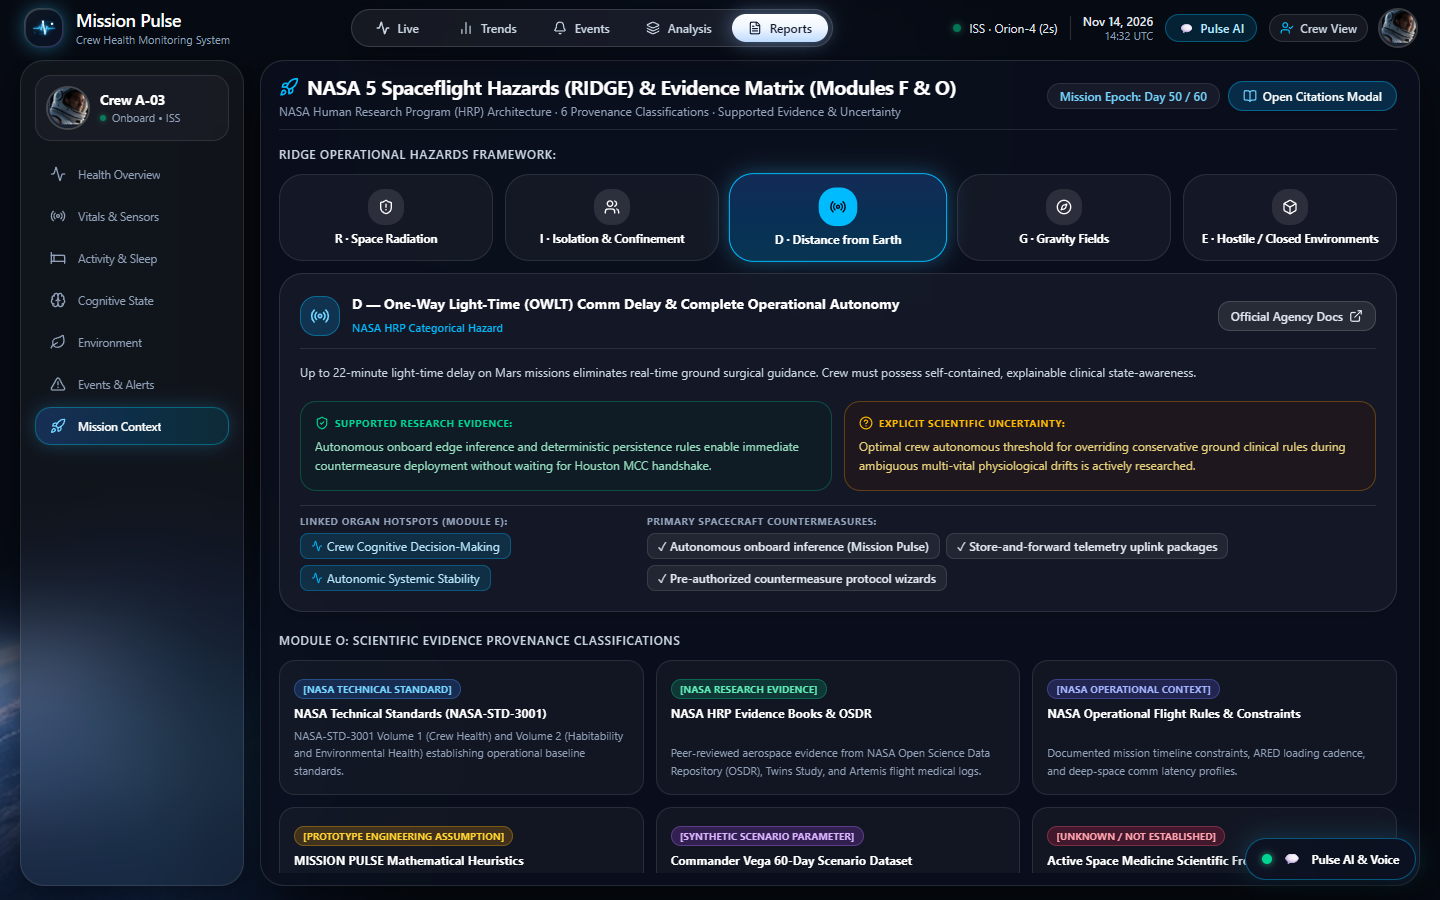 Mission Pulse
Crew Health Monitoring System
Live
Trends
Events
Analysis
Reports
ISS · Orion-4 (2s)
Nov 14, 2026
14:32 UTC
Pulse AI
Crew View
Crew A-03
Onboard • ISS
Health Overview
Vitals & Sensors
Activity & Sleep
Cognitive State
Environment
Events & Alerts
Mission Context
NASA 5 Spaceflight Hazards (RIDGE) & Evidence Matrix (Modules F & O)
NASA Human Research Program (HRP) Architecture · 6 Provenance Classifications · Supported Evidence & Uncertainty
Mission Epoch: Day 50 / 60
Open Citations Modal
RIDGE OPERATIONAL HAZARDS FRAMEWORK:
R · Space Radiation
I · Isolation & Confinement
D · Distance from Earth
G · Gravity Fields
E · Hostile / Closed Environments
D — One-Way Light-Time (OWLT) Comm Delay & Complete Operational Autonomy
NASA HRP Categorical Hazard
Official Agency Docs
Up to 22-minute light-time delay on Mars missions eliminates real-time ground surgical guidance. Crew must possess self-contained, explainable clinical state-awareness.
SUPPORTED RESEARCH EVIDENCE:
Autonomous onboard edge inference and deterministic persistence rules enable immediate
countermeasure deployment without waiting for Houston MCC handshake.
EXPLICIT SCIENTIFIC UNCERTAINTY:
Optimal crew autonomous threshold for overriding conservative ground clinical rules during
ambiguous multi-vital physiological drifts is actively researched.
LINKED ORGAN HOTSPOTS (MODULE E):
Crew Cognitive Decision-Making
Autonomic Systemic Stability
PRIMARY SPACECRAFT COUNTERMEASURES:
✓ Autonomous onboard inference (Mission Pulse)
✓ Store-and-forward telemetry uplink packages
✓ Pre-authorized countermeasure protocol wizards
MODULE O: SCIENTIFIC EVIDENCE PROVENANCE CLASSIFICATIONS
[NASA TECHNICAL STANDARD]
NASA Technical Standards (NASA-STD-3001)
NASA-STD-3001 Volume 1 (Crew Health) and Volume 2 (Habitability
and Environmental Health) establishing operational baseline
standards.
[NASA RESEARCH EVIDENCE]
NASA HRP Evidence Books & OSDR
Peer-reviewed aerospace evidence from NASA Open Science Data
Repository (OSDR), Twins Study, and Artemis flight medical logs.
[NASA OPERATIONAL CONTEXT]
NASA Operational Flight Rules & Constraints
Documented mission timeline constraints, ARED loading cadence,
and deep-space comm latency profiles.
[PROTOTYPE ENGINEERING ASSUMPTION]
MISSION PULSE Mathematical Heuristics
[SYNTHETIC SCENARIO PARAMETER]
Commander Vega 60-Day Scenario Dataset
[UNKNOWN / NOT ESTABLISHED]
Active Space Medicine Scientific
Pulse AI & Voice